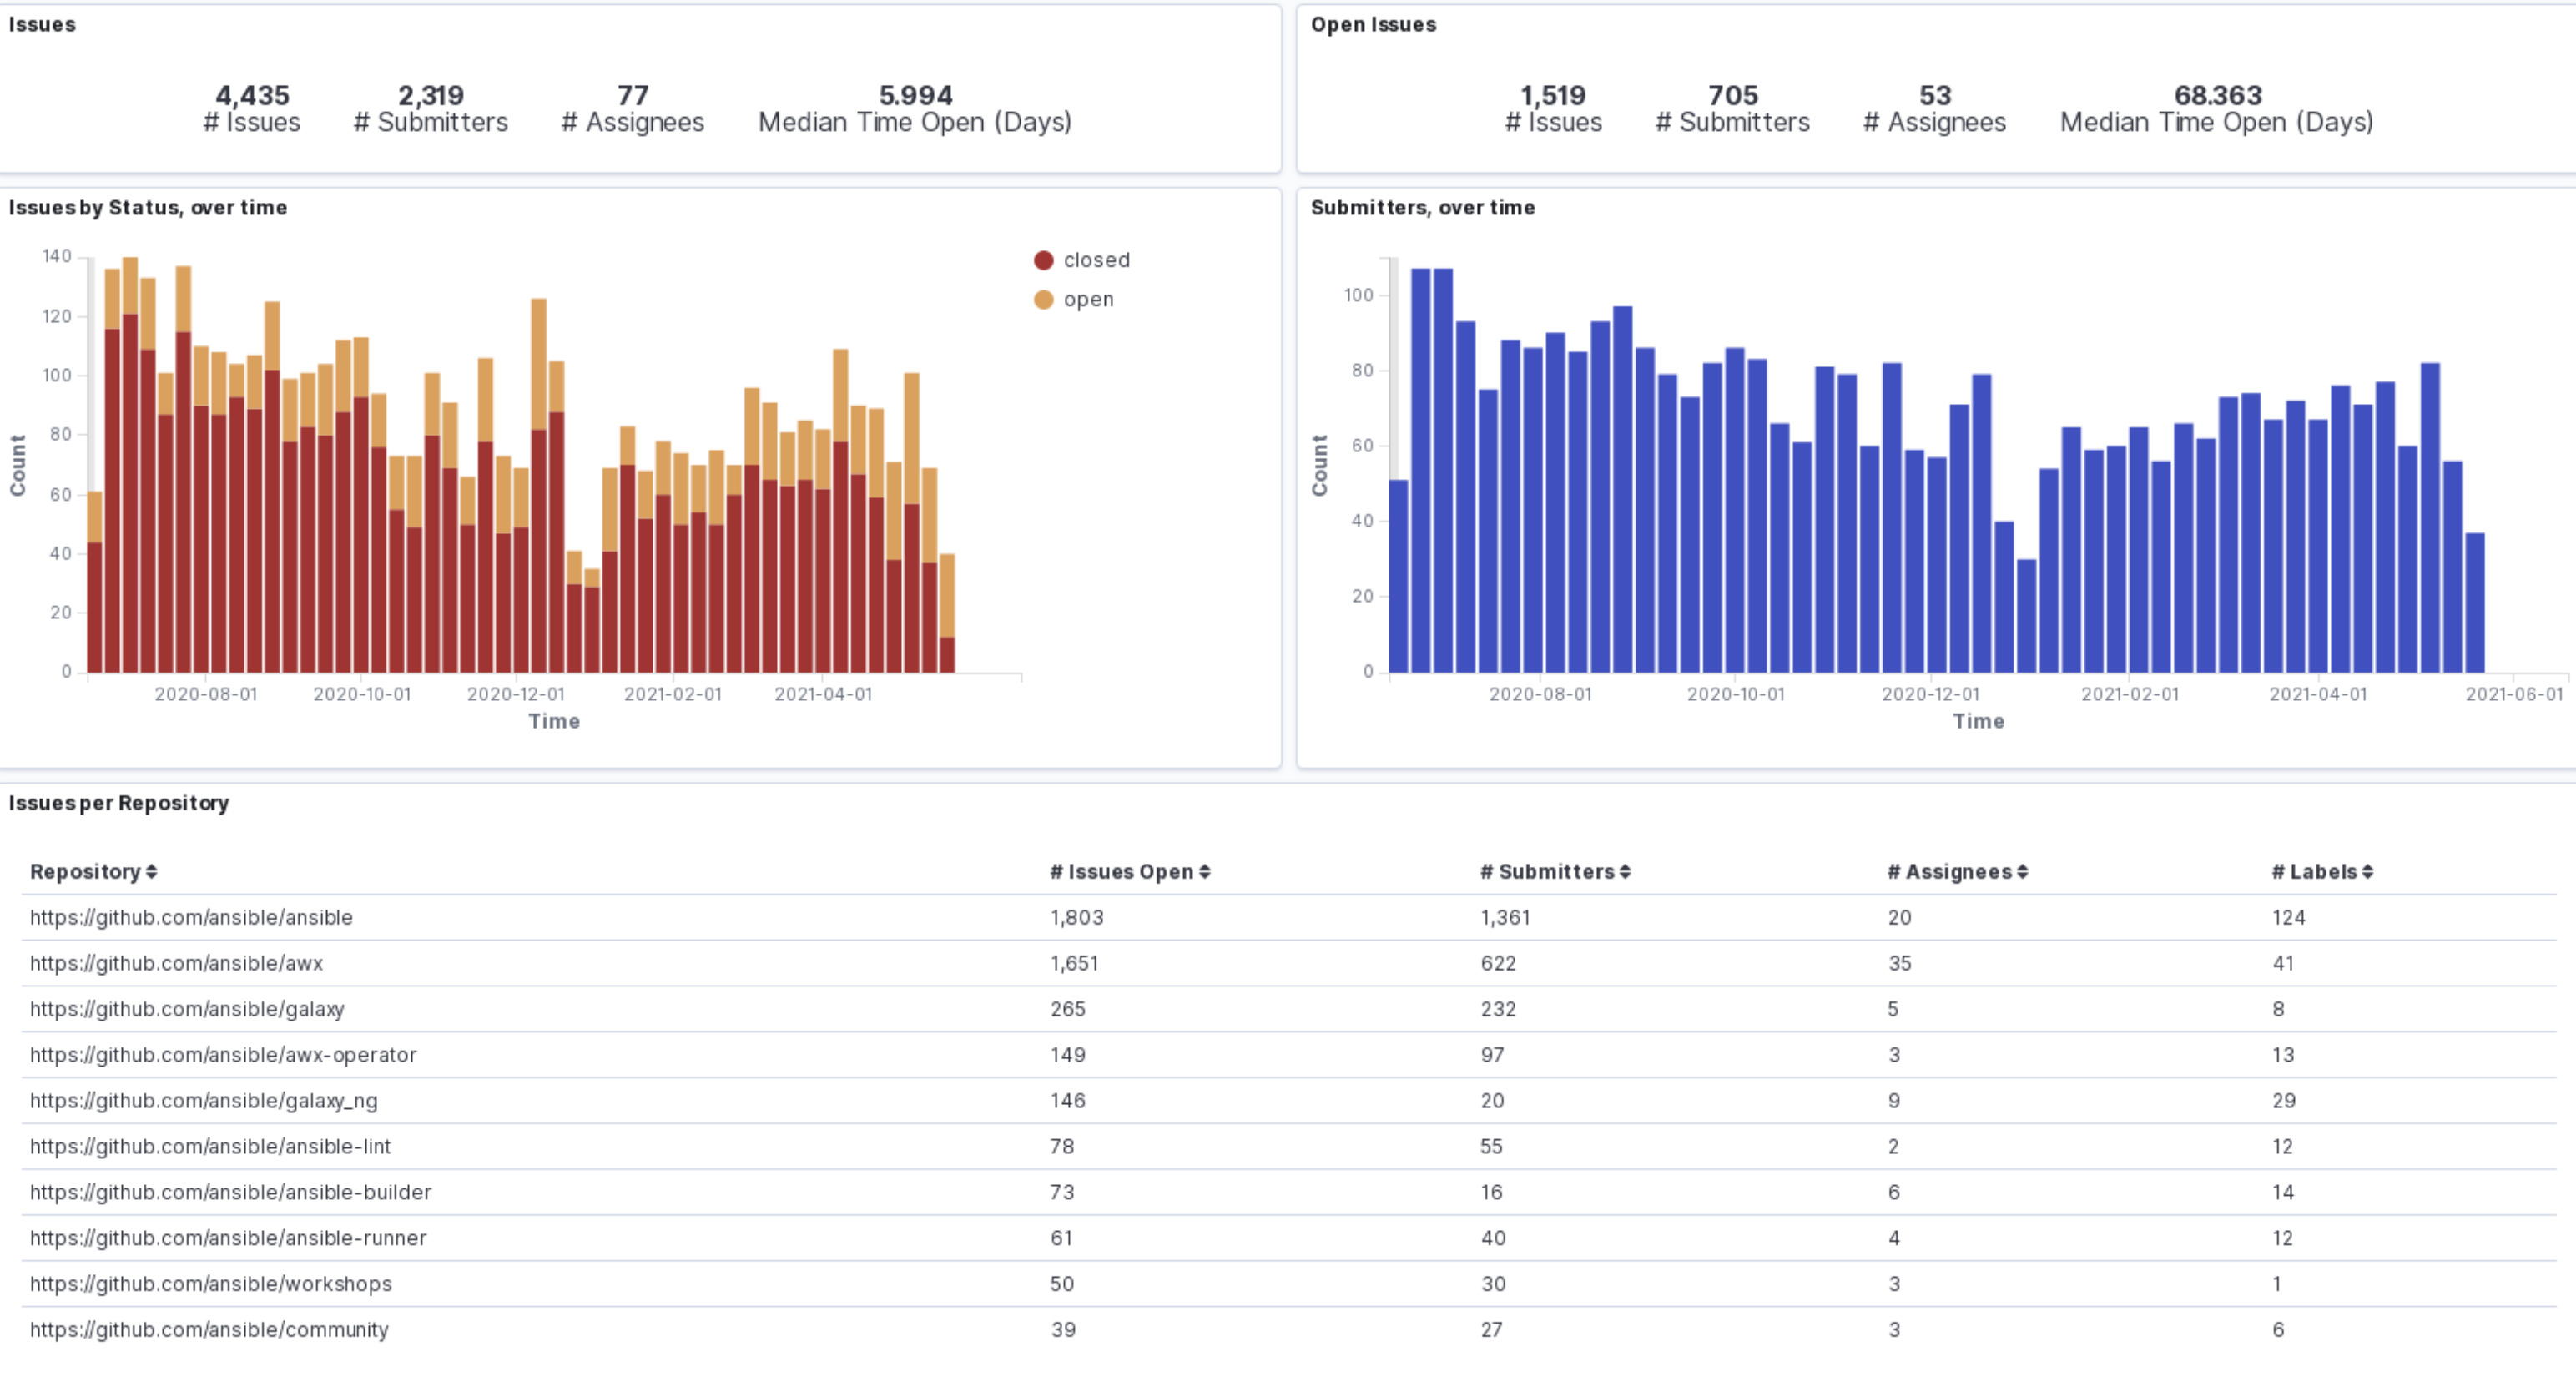 Issues
4,435 2,319 77 5.994
# Issues # Submitters # Assignees Median Time Open (Days)
Open Issues
1,519 705 53 68.363
# Issues # Submitters # Assignees Median Time Open (Days)
Issues by Status, over time
140
120
100
80
60
40
20
0
Count
2020-08-01 2020-10-01 2020-12-01 2021-02-01 2021-04-01
Time
closed
open
Submitters, over time
100
80
60
40
20
0
Count
2020-08-01 2020-10-01 2020-12-01 2021-02-01 2021-04-01 2021-06-01
Time
Issues per Repository
Repository # Issues Open # Submitters # Assignees # Labels
https://github.com/ansible/ansible 1,803 1,361 20 124
https://github.com/ansible/awx 1,651 622 35 41
https://github.com/ansible/galaxy 265 232 5 8
https://github.com/ansible/awx-operator 149 97 3 13
https://github.com/ansible/galaxy_ng 146 20 9 29
https://github.com/ansible/ansible-lint 78 55 2 12
https://github.com/ansible/ansible-builder 73 16 6 14
https://github.com/ansible/ansible-runner 61 40 4 12
https://github.com/ansible/workshops 50 30 3 1
https://github.com/ansible/community 39 27 3 6